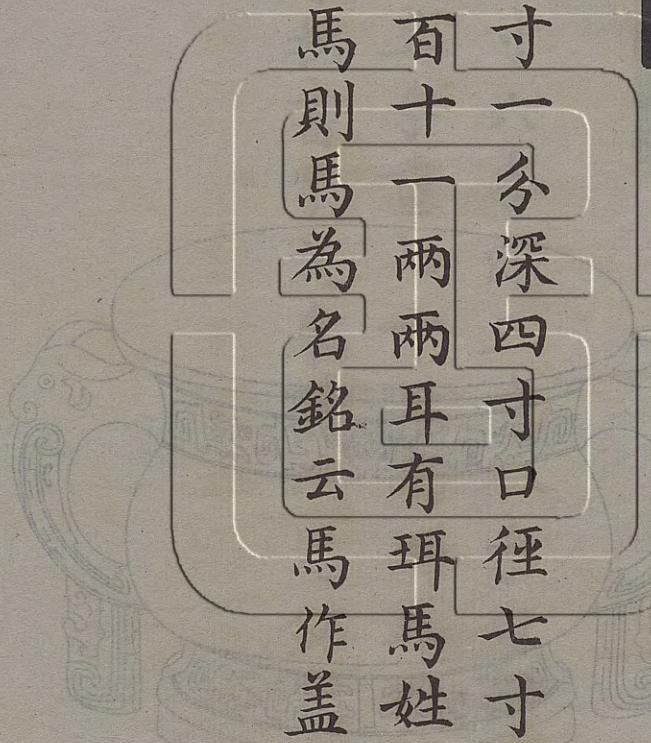 寸一分深四寸口徑七寸
百十一兩兩耳有珥馬姓
馬則馬為名銘云馬作盖